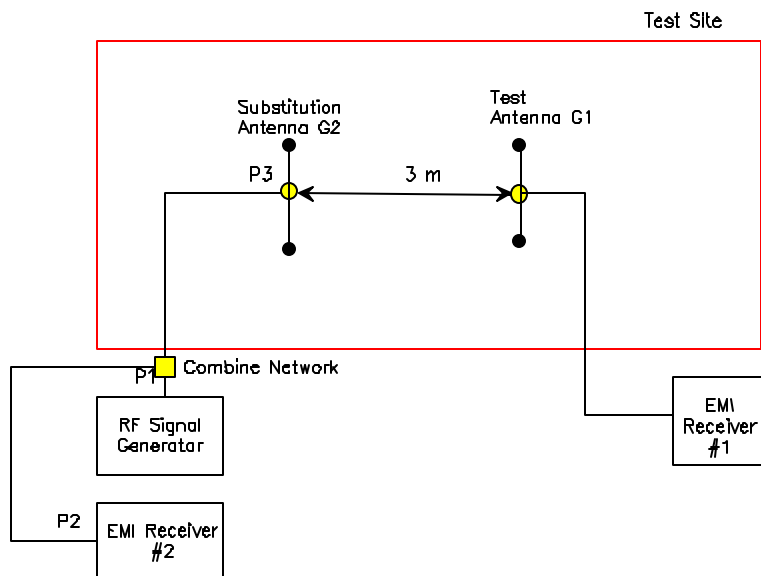 Test Site
Substitution
Antenna G2
Test
Antenna G1
P3
3 m
P1
Combine Network
RF Signal
Generator
EMI
Receiver
#1
P2
EMI Receiver
#2